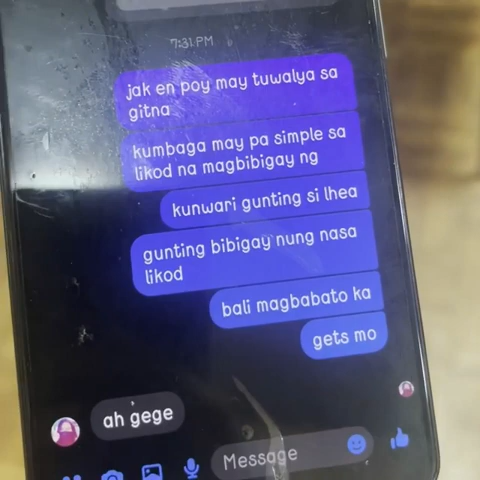 7:31 PM
jak en poy may tuwalya sa
gitna
kumbaga may pa simple sa
likod na magbibigay ng
kunwari gunting si lhea
gunting bibigay nung nasa
likod
bali magbabato ka
gets mo
ah gege
Message